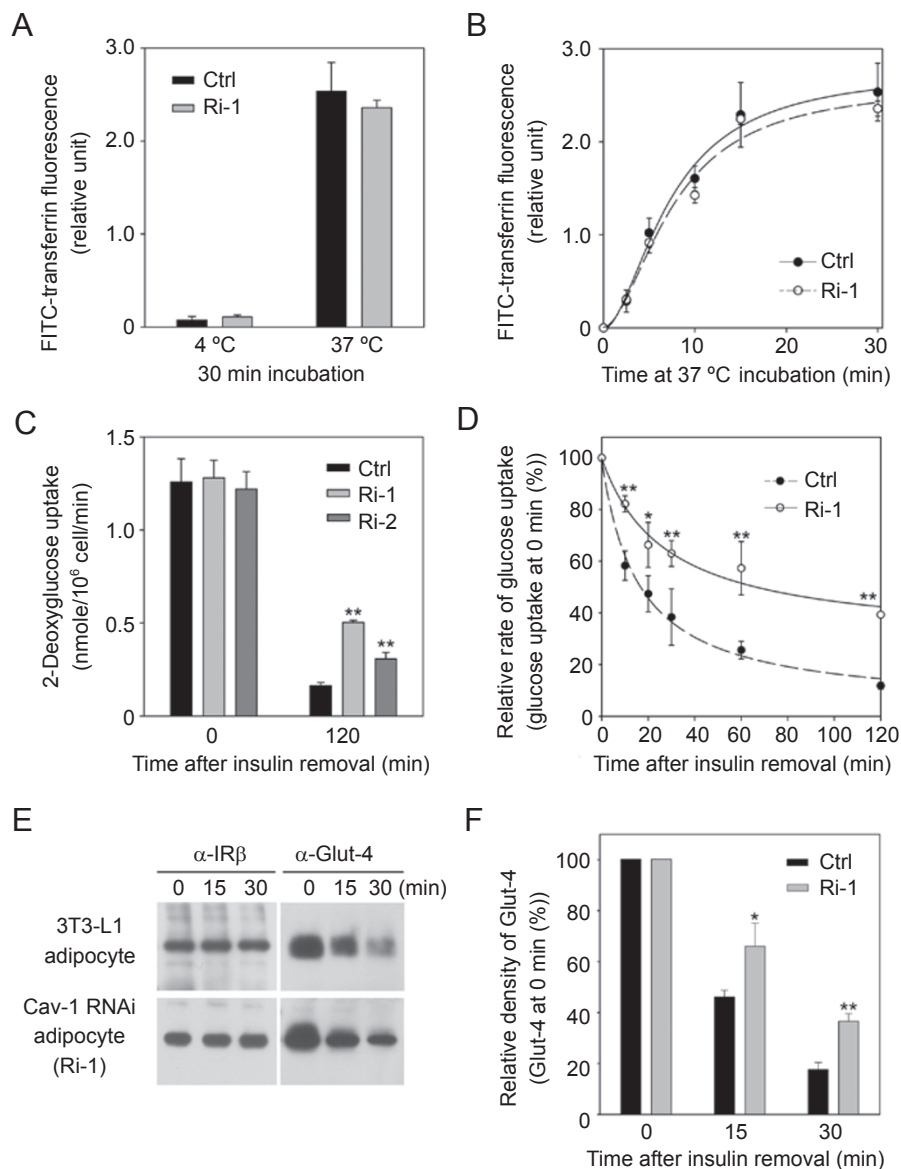 A
FITC-transferrin fluorescence
(relative unit)
3.0
2.0
1.0
0
Ctrl
Ri-1
4 ºC
37 ºC
30 min incubation
B
FITC-transferrin fluorescence
(relative unit)
3.0
2.0
1.0
0
Ctrl
Ri-1
0
10
20
30
Time at 37 ºC incubation (min)
C
2-Deoxyglucose uptake
(nmole/10⁶ cell/min)
1.5
1.0
0.5
0
Ctrl
Ri-1
Ri-2
**
**
0
120
Time after insulin removal (min)
D
Relative rate of glucose uptake
(glucose uptake at 0 min (%))
100
80
60
40
20
0
Ctrl
Ri-1
**
*
**
**
**
0
20
40
60
80
100
120
Time after insulin removal (min)
E
α-IRβ
α-Glut-4
0 15 30 0 15 30 (min)
3T3-L1
adipocyte
Cav-1 RNAi
adipocyte
(Ri-1)
F
Relative density of Glut-4
(Glut-4 at 0 min (%))
100
80
60
40
20
0
Ctrl
Ri-1
*
**
0
15
30
Time after insulin removal (min)